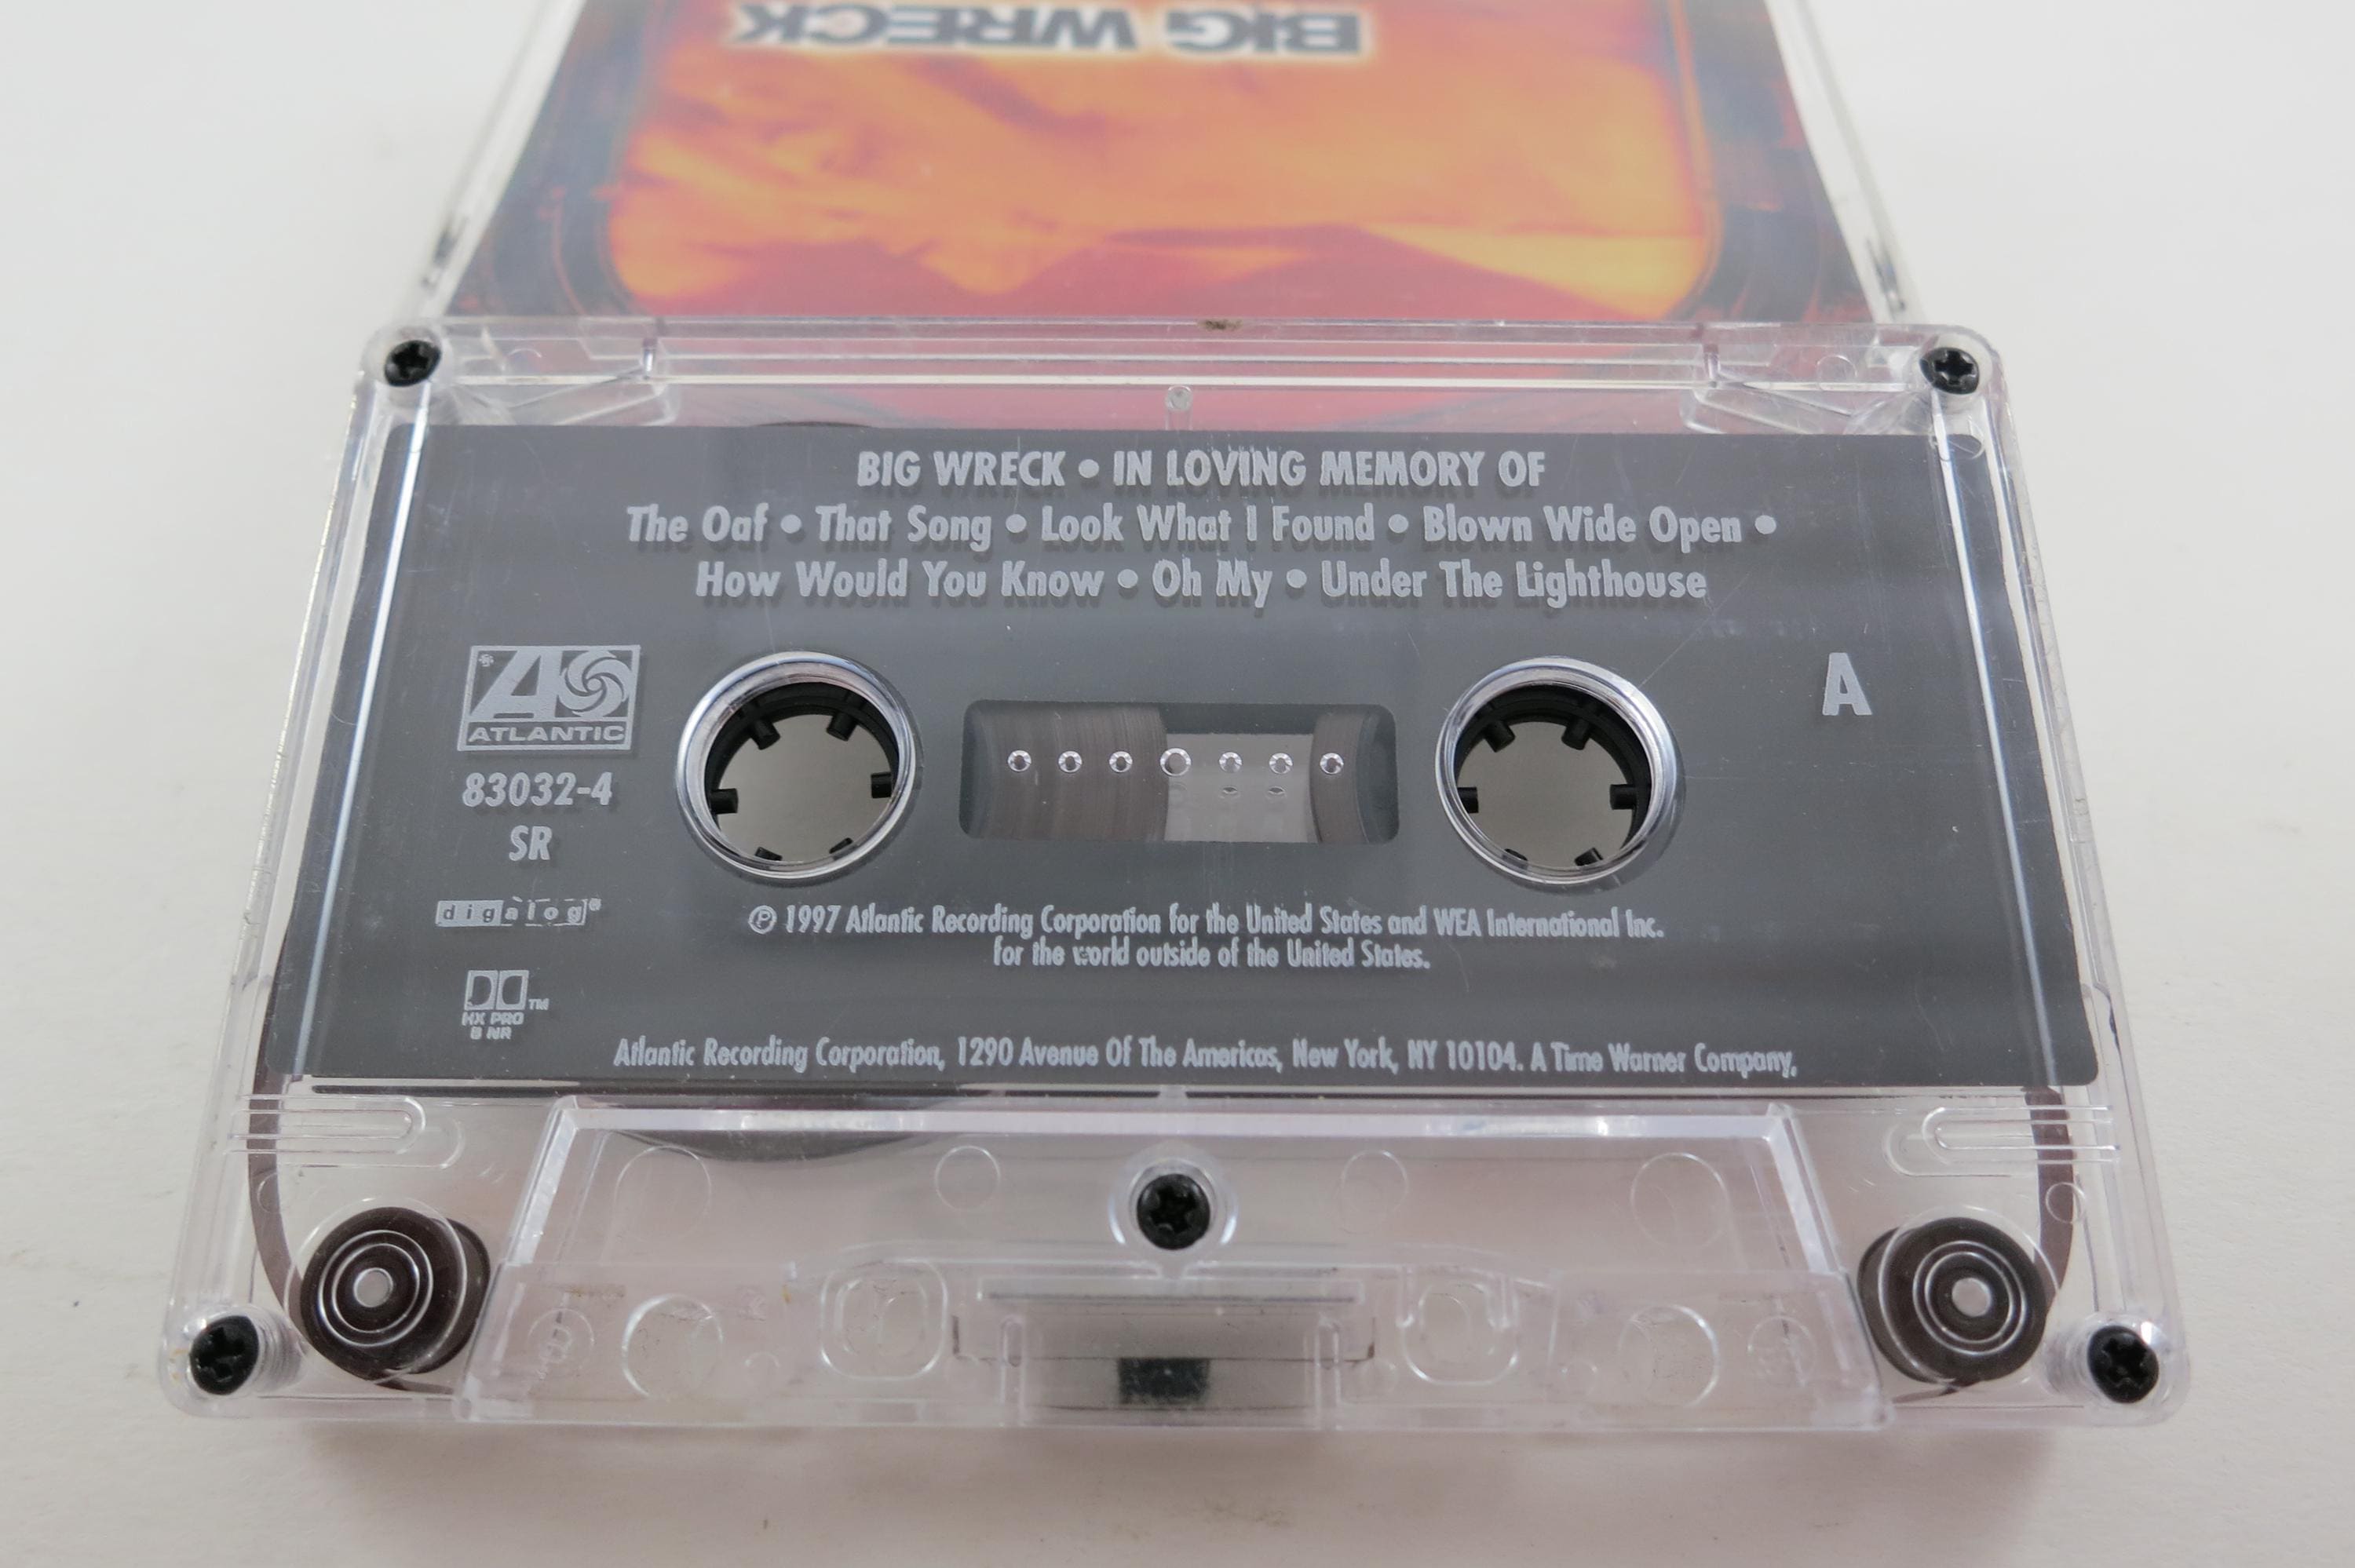 BIG WRECK
BIG WRECK • IN LOVING MEMORY OF
The Oaf • That Song • Look What I Found • Blown Wide Open •
How Would You Know • Oh My • Under The Lighthouse
A
ATLANTIC
83032-4
SR
digalog®
℗ 1997 Atlantic Recording Corporation for the United States and WEA International Inc.
for the world outside of the United States.
TM
HX PRO
B NR
Atlantic Recording Corporation, 1290 Avenue Of The Americas, New York, NY 10104. A Time Warner Company,